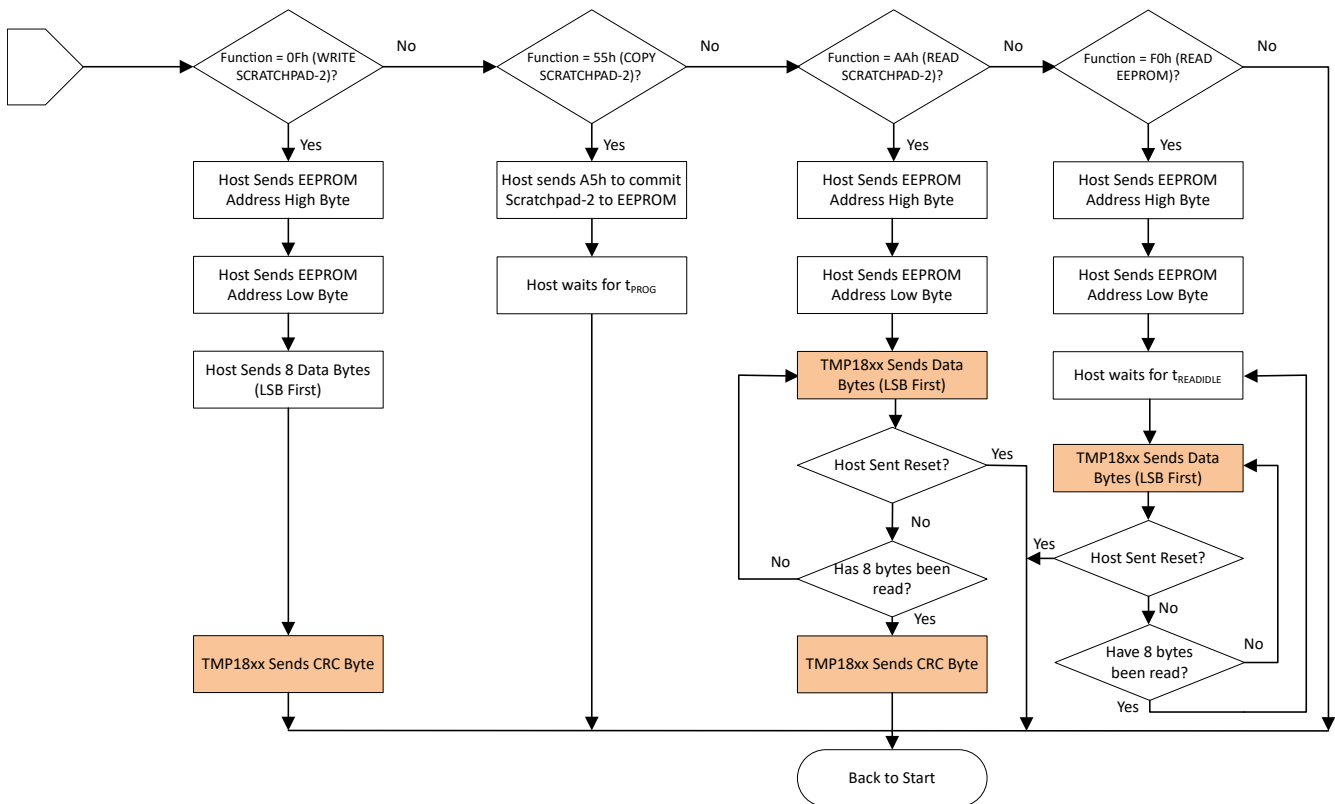 Function = 0Fh (WRITE
SCRATCHPAD-2)?
No
Function = 55h (COPY
SCRATCHPAD-2)?
No
Function = AAh (READ
SCRATCHPAD-2)?
No
Function = F0h (READ
EEPROM)?
No
Yes
Yes
Yes
Yes
Host Sends EEPROM
Address High Byte
Host sends A5h to commit
Scratchpad-2 to EEPROM
Host Sends EEPROM
Address High Byte
Host Sends EEPROM
Address High Byte
Host Sends EEPROM
Address Low Byte
Host waits for tPROG
Host Sends EEPROM
Address Low Byte
Host Sends EEPROM
Address Low Byte
Host Sends 8 Data Bytes
(LSB First)
TMP18xx Sends Data
Bytes (LSB First)
Host waits for tREADIDLE
Host Sent Reset?
Yes
TMP18xx Sends Data
Bytes (LSB First)
No
Yes
Host Sent Reset?
No
Has 8 bytes been
read?
No
Yes
Have 8 bytes
been read?
No
TMP18xx Sends CRC Byte
TMP18xx Sends CRC Byte
Yes
Back to Start